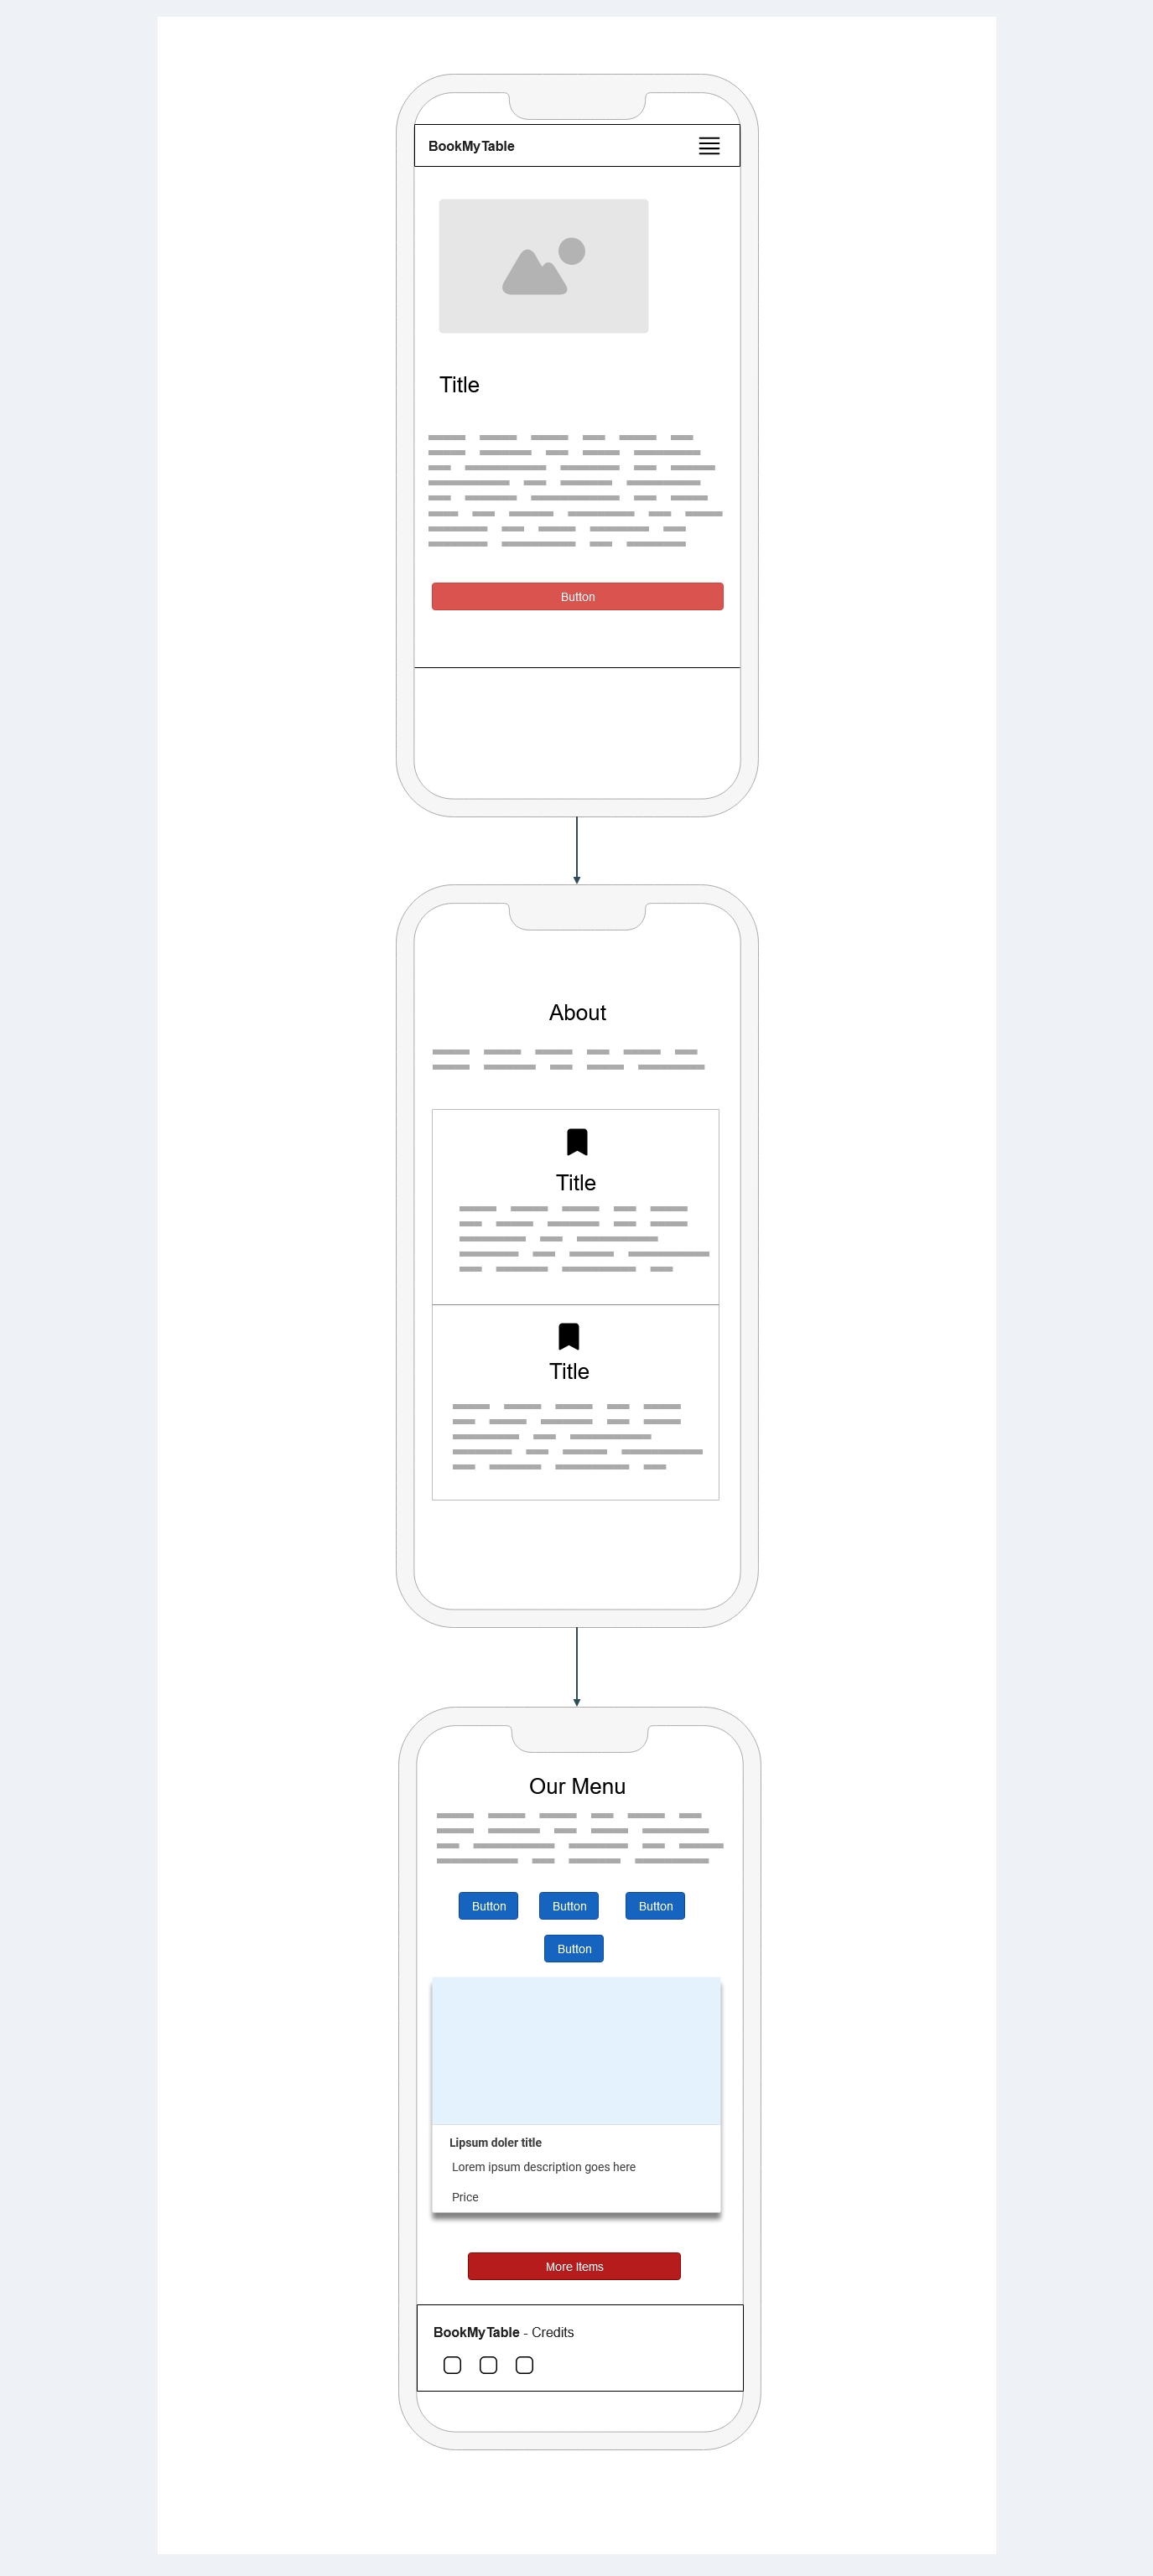 BookMyTable
Title
Button
About
Title
Title
Our Menu
Button Button Button
Button
Lipsum doler title
Lorem ipsum description goes here
Price
More Items
BookMyTable - Credits